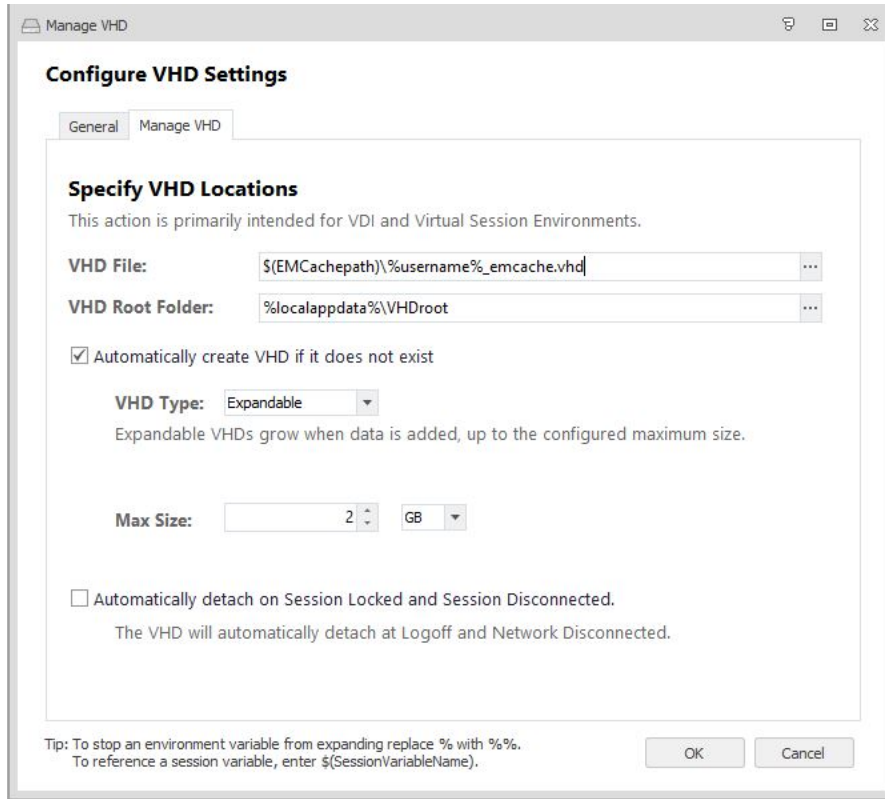 Manage VHD
Configure VHD Settings
General Manage VHD
Specify VHD Locations
This action is primarily intended for VDI and Virtual Session Environments.
VHD File: $(EMCachepath)\%username%_emcache.vhd ...
VHD Root Folder: %localappdata%\VHDroot ...
Automatically create VHD if it does not exist
VHD Type: Expandable
Expandable VHDs grow when data is added, up to the configured maximum size.
Max Size: 2 GB
Automatically detach on Session Locked and Session Disconnected.
The VHD will automatically detach at Logoff and Network Disconnected.
Tip: To stop an environment variable from expanding replace % with %%.
To reference a session variable, enter $(SessionVariableName).
OK Cancel